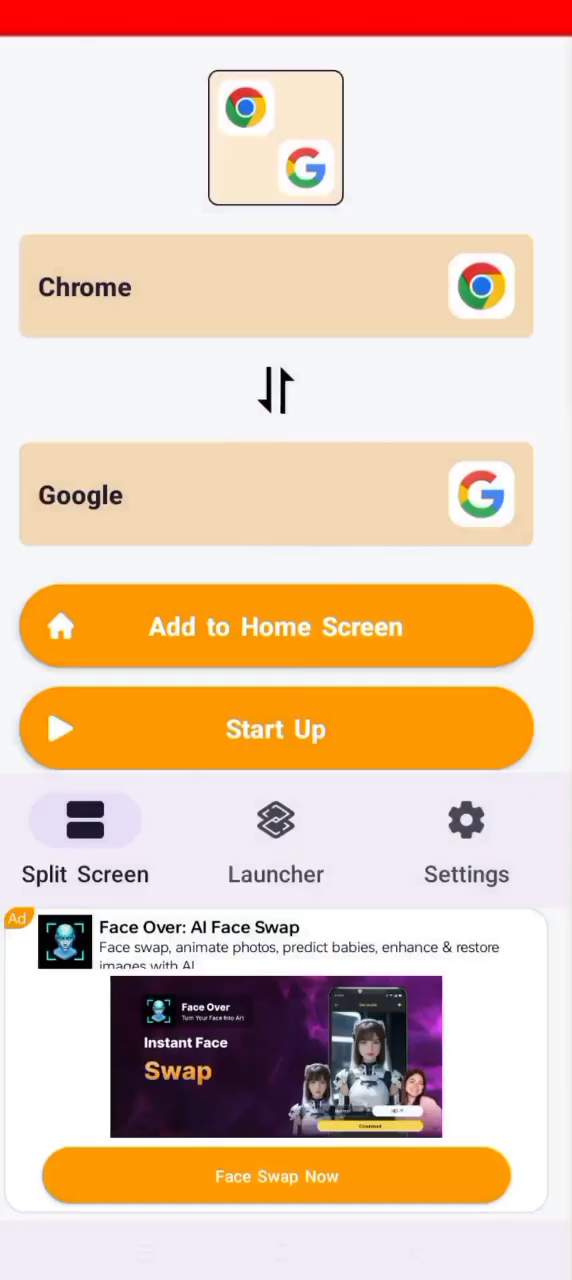 Chrome
Google
Add to Home Screen
Start Up
Split Screen
Launcher
Settings
Ad
Face Over: AI Face Swap
Face swap, animate photos, predict babies, enhance & restore
images with AI
Face Over
Turn Your Face Into Art
Instant Face
Swap
Download
Face Swap Now